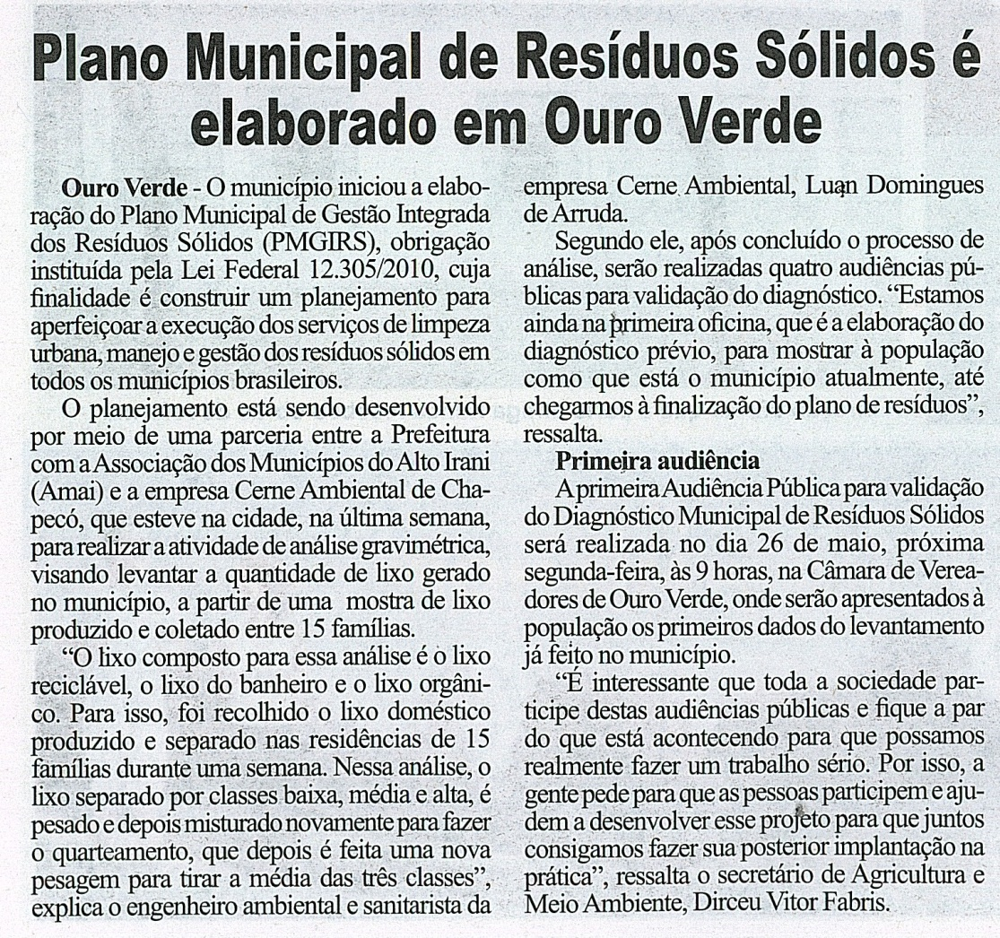 Plano Municipal de Resíduos Sólidos é
elaborado em Ouro Verde
Ouro Verde - O município iniciou a elabo-
ração do Plano Municipal de Gestão Integrada
dos Resíduos Sólidos (PMGIRS), obrigação
instituída pela Lei Federal 12.305/2010, cuja
finalidade é construir um planejamento para
aperfeiçoar a execução dos serviços de limpeza
urbana, manejo e gestão dos resíduos sólidos em
todos os municípios brasileiros.
O planejamento está sendo desenvolvido
por meio de uma parceria entre a Prefeitura
com a Associação dos Municípios do Alto Irani
(Amai) e a empresa Cerne Ambiental de Cha-
pecó, que esteve na cidade, na última semana,
para realizar a atividade de análise gravimétrica,
visando levantar a quantidade de lixo gerado
no município, a partir de uma mostra de lixo
produzido e coletado entre 15 famílias.
“O lixo composto para essa análise é o lixo
reciclável, o lixo do banheiro e o lixo orgâni-
co. Para isso, foi recolhido o lixo doméstico
produzido e separado nas residências de 15
famílias durante uma semana. Nessa análise, o
lixo separado por classes baixa, média e alta, é
pesado e depois misturado novamente para fazer
o quarteamento, que depois é feita uma nova
pesagem para tirar a média das três classes”,
explica o engenheiro ambiental e sanitarista da
empresa Cerne Ambiental, Luan Domingues
de Arruda.
Segundo ele, após concluído o processo de
análise, serão realizadas quatro audiências pú-
blicas para validação do diagnóstico. “Estamos
ainda na primeira oficina, que é a elaboração do
diagnóstico prévio, para mostrar à população
como que está o município atualmente, até
chegarmos à finalização do plano de resíduos”,
ressalta.
Primeira audiência
A primeira Audiência Pública para validação
do Diagnóstico Municipal de Resíduos Sólidos
será realizada no dia 26 de maio, próxima
segunda-feira, às 9 horas, na Câmara de Verea-
dores de Ouro Verde, onde serão apresentados à
população os primeiros dados do levantamento
já feito no município.
“É interessante que toda a sociedade par-
ticipe destas audiências públicas e fique a par
do que está acontecendo para que possamos
realmente fazer um trabalho sério. Por isso, a
gente pede para que as pessoas participem e aju-
dem a desenvolver esse projeto para que juntos
consigamos fazer sua posterior implantação na
prática”, ressalta o secretário de Agricultura e
Meio Ambiente, Dirceu Vitor Fabris.